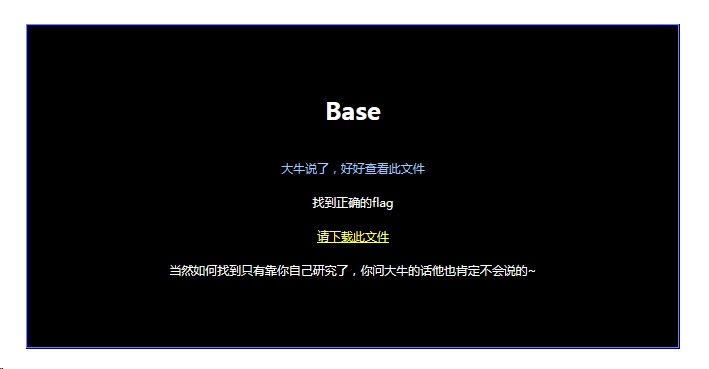 Base
大牛说了，好好查看此文件
找到正确的flag
请下载此文件
当然如何找到只有靠你自己研究了，你问大牛的话他也肯定不会说的~